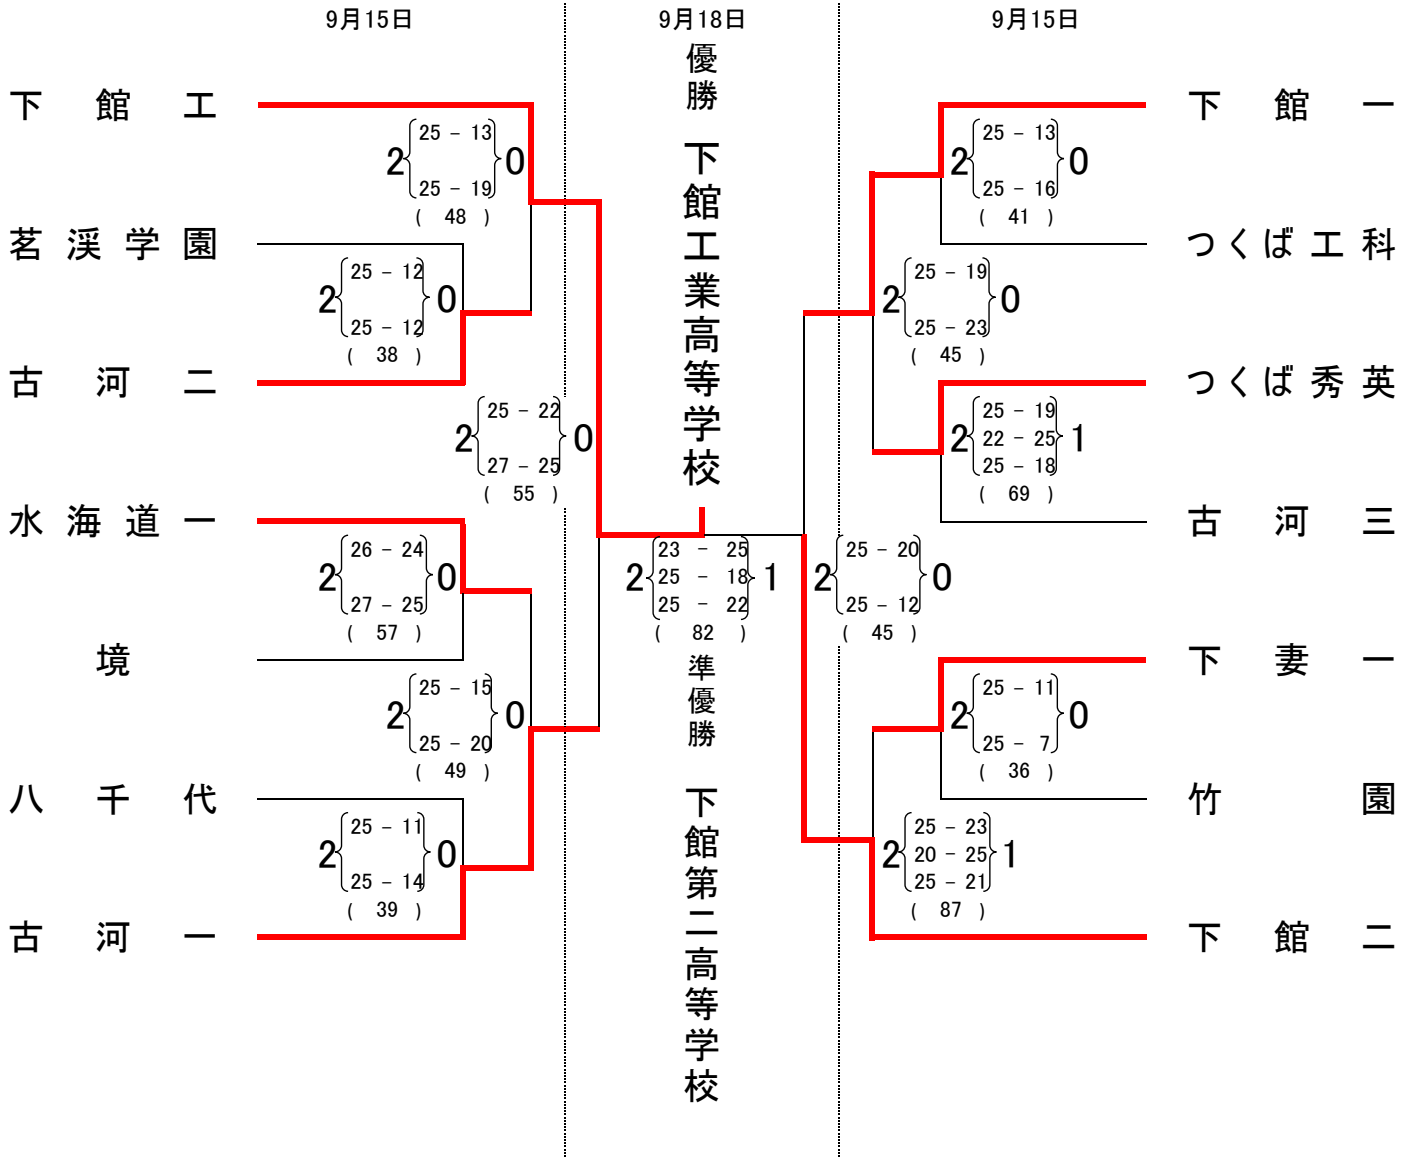 9月15日
9月18日
9月15日
優勝
下館工業高等学校
下館工
2 25 - 13 0
25 - 19
( 48 )
茗渓学園
2 25 - 12 0
25 - 12
( 38 )
古河二
2 25 - 22 0
27 - 25
( 55 )
水海道一
2 26 - 24 0
27 - 25
( 57 )
境
2 25 - 15 0
25 - 20
( 49 )
八千代
2 25 - 11 0
25 - 14
( 39 )
古河一
23 - 25
2 25 - 18 1
25 - 22
( 82 )
準優勝
下館第二高等学校
下館一
2 25 - 13 0
25 - 16
( 41 )
つくば工科
2 25 - 19 0
25 - 23
( 45 )
つくば秀英
25 - 19
2 22 - 25 1
25 - 18
( 69 )
古河三
2 25 - 20 0
25 - 12
( 45 )
下妻一
2 25 - 11 0
25 - 7
( 36 )
竹園
25 - 23
2 20 - 25 1
25 - 21
( 87 )
下館二